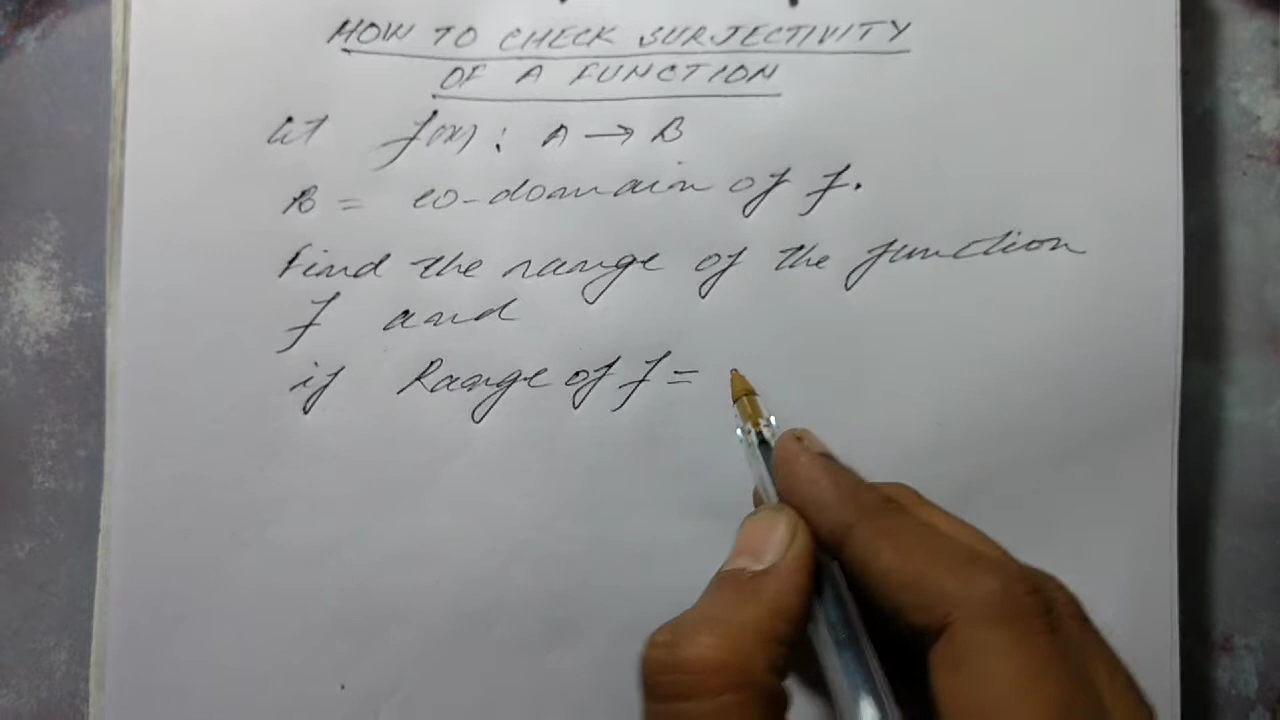 HOW TO CHECK SURJECTIVITY
OF A FUNCTION
Let f(x) : A → B
B = co-domain of f.
Find the range of the function
f and
if Range of f =